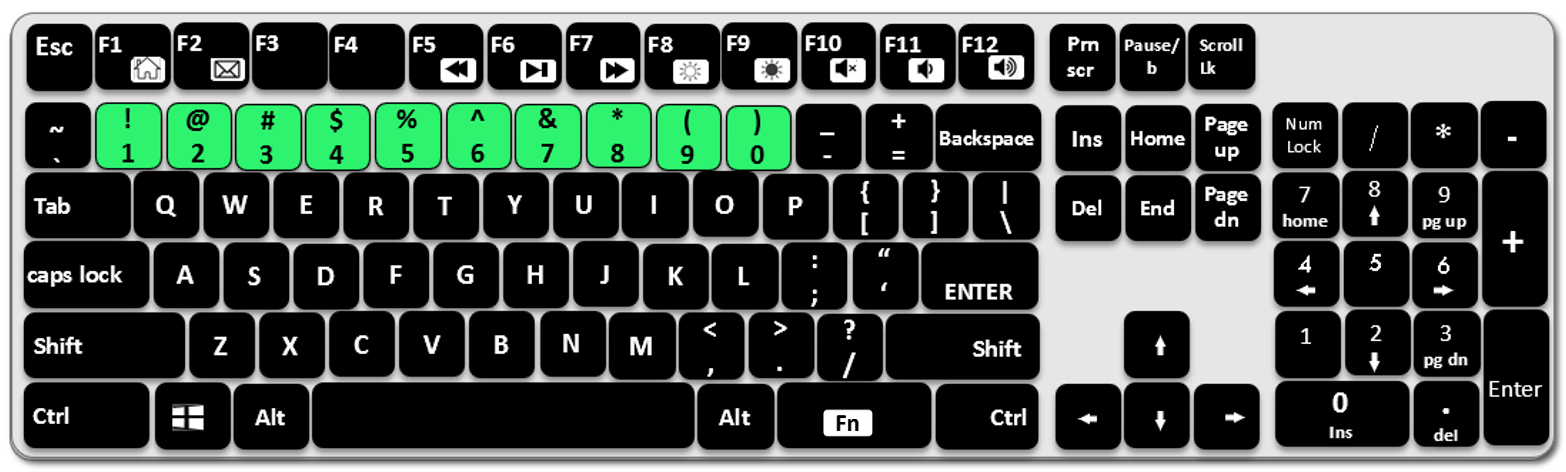 Esc F1 F2 F3 F4 F5 F6 F7 F8 F9 F10 F11 F12 Prn Pause/ Scroll
scr b Lk
~ ! @ # $ % ^ & * ( ) _ + Backspace Ins Home Page Num / * -
` 1 2 3 4 5 6 7 8 9 0 - = up Lock
Tab Q W E R T Y U I O P { } | Del End Page 7 8 9 +
[ ] \ dn home pg up
caps lock A S D F G H J K L : “ ENTER 4 5 6
; ‘
Shift Z X C V B N M < > ? Shift 1 2 3 Enter
, . / pg dn
Ctrl Alt Alt Fn Ctrl 0 .
Ins del